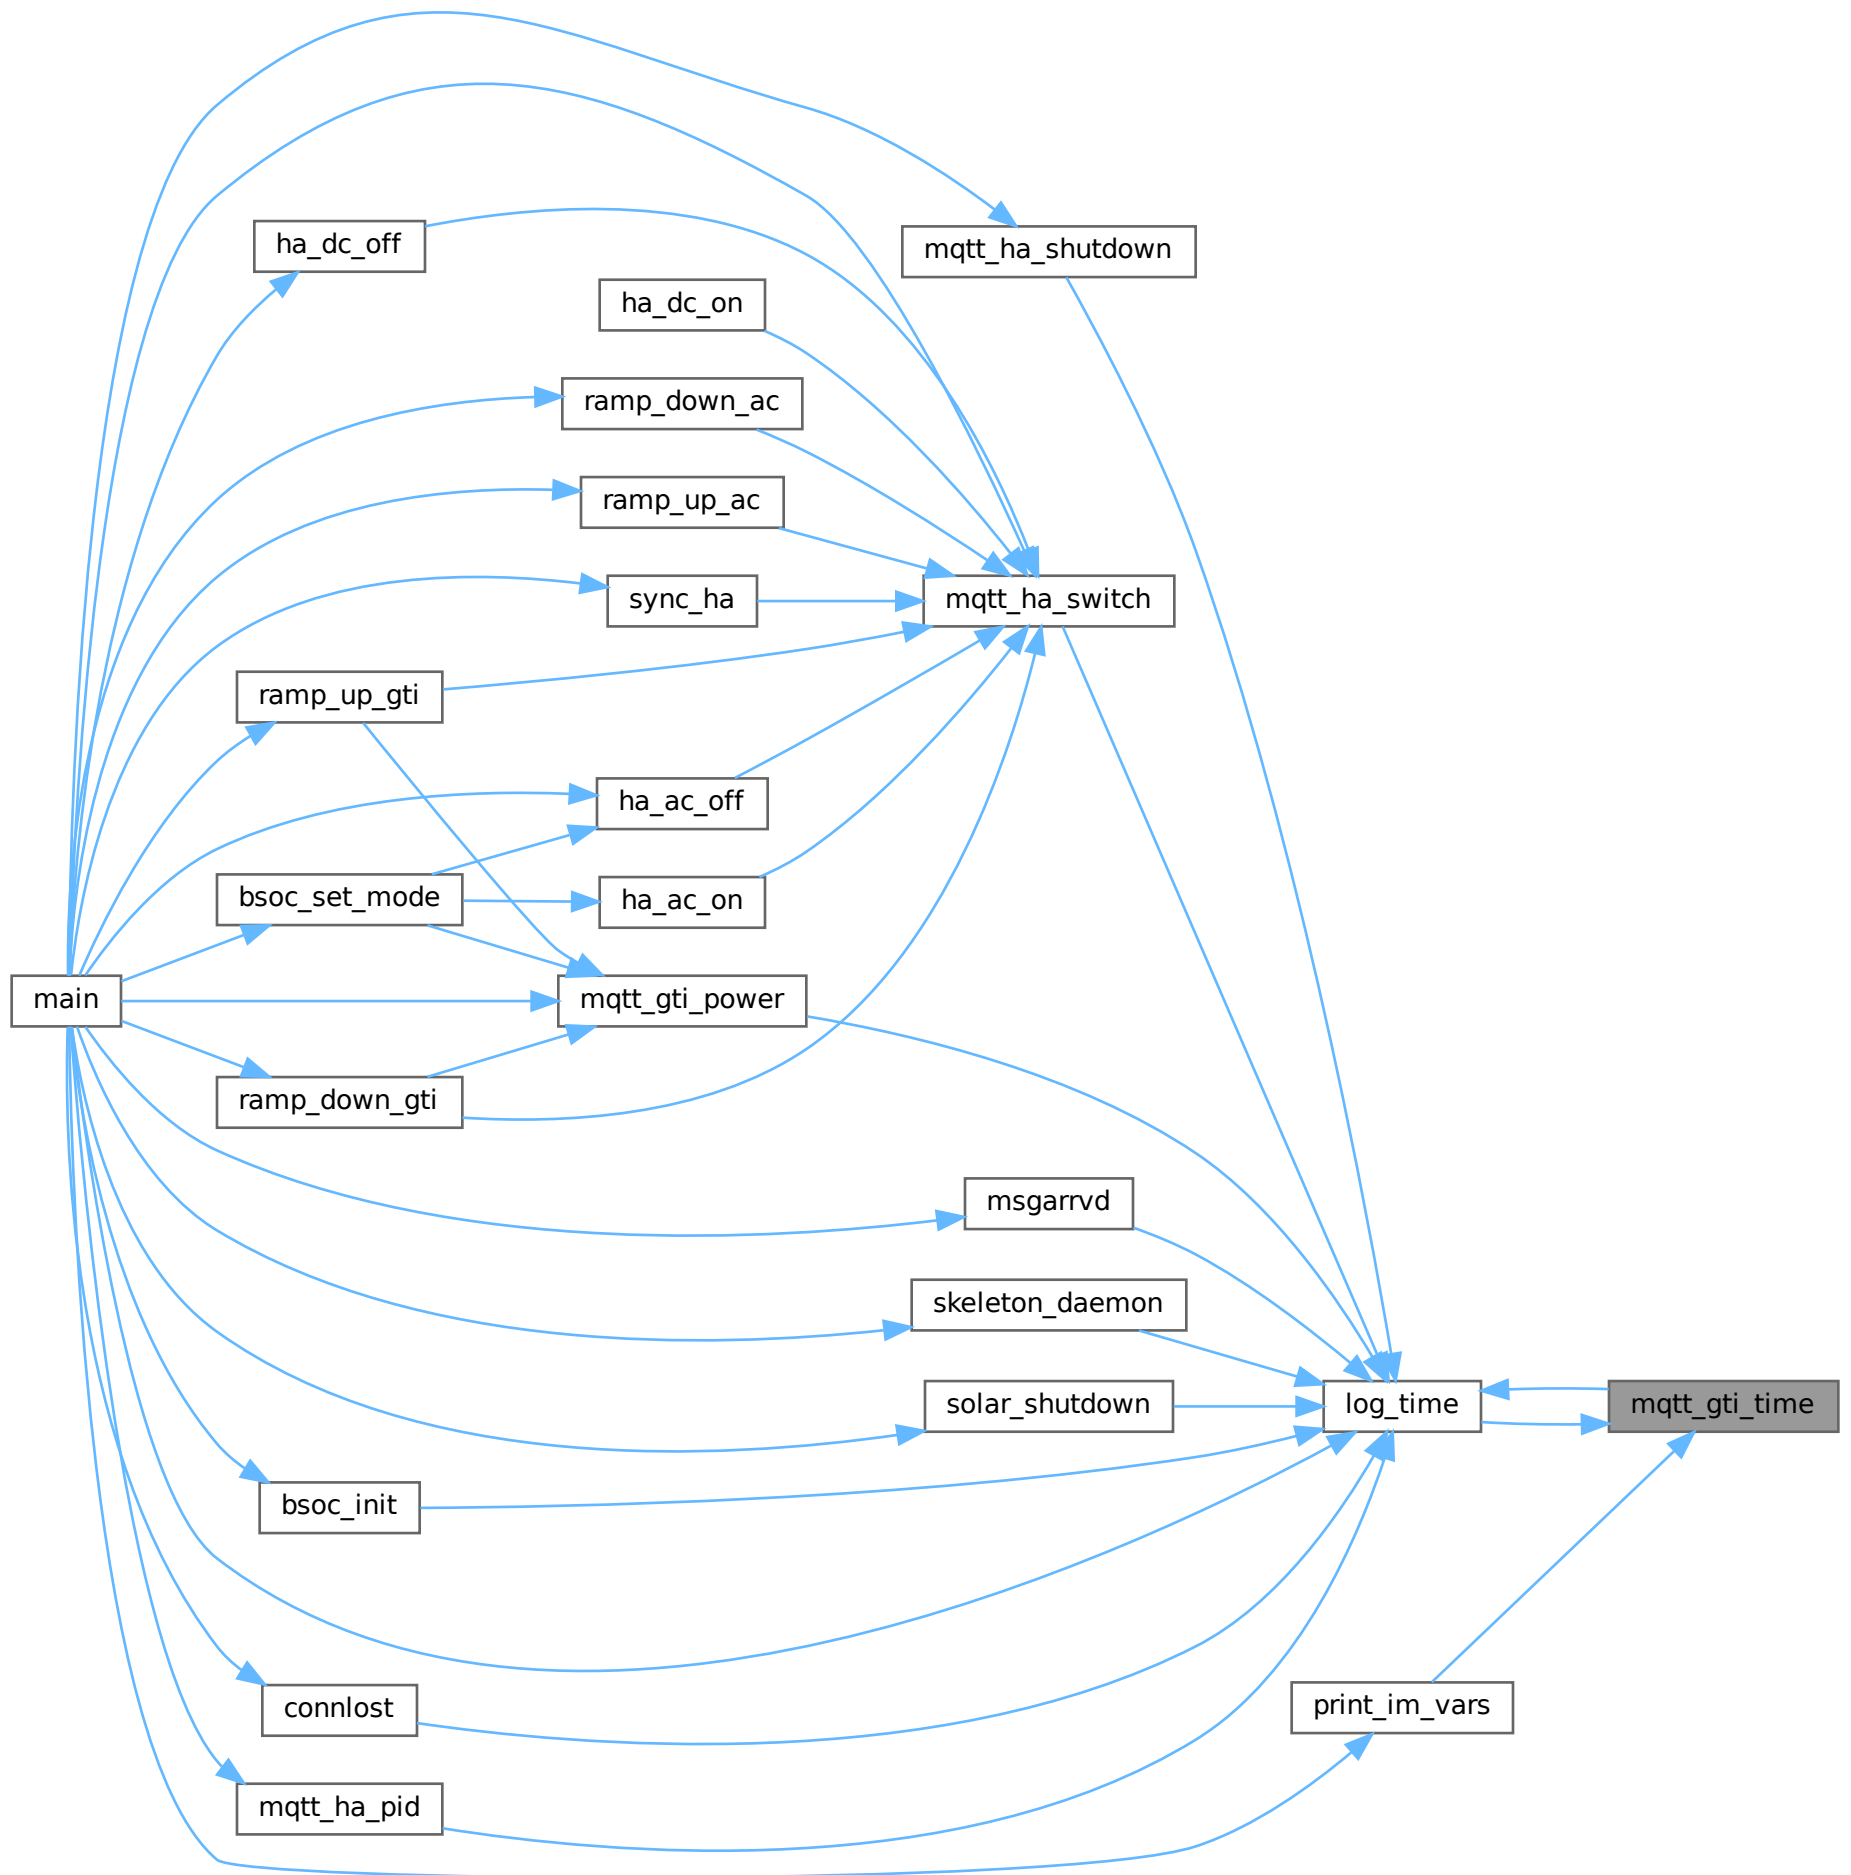 ha_dc_off
mqtt_ha_shutdown
ha_dc_on
ramp_down_ac
ramp_up_ac
sync_ha
mqtt_ha_switch
ramp_up_gti
ha_ac_off
bsoc_set_mode
ha_ac_on
main
mqtt_gti_power
ramp_down_gti
msgarrvd
skeleton_daemon
solar_shutdown
log_time
mqtt_gti_time
bsoc_init
connlost
print_im_vars
mqtt_ha_pid